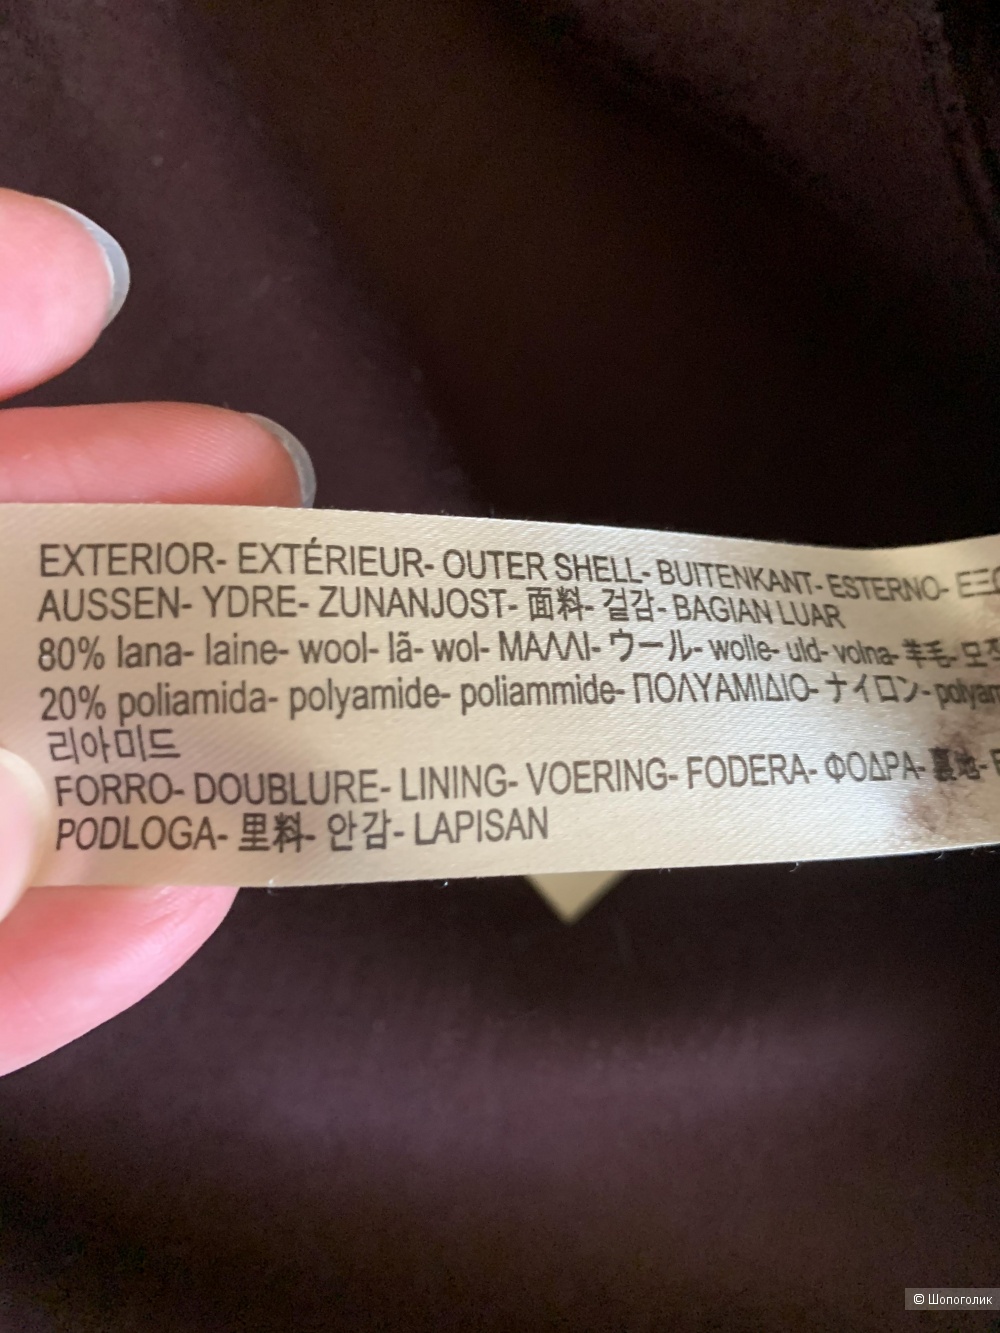 EXTERIOR- EXTÉRIEUR- OUTER SHELL- BUITENKANT- ESTERNO-
AUSSEN- YDRE- ZUNANJOST- 面料- 겉감- BAGIAN LUAR
80% lana- laine- wool- lã- wol- ΜΑΛΛΙ- ウール- wolle- uld- volna- 羊毛-
20% poliamida- polyamide- poliammide- ΠΟΛΥΑΜΙΔΙΟ- ナイロン-
리아미드
FORRO- DOUBLURE- LINING- VOERING- FODERA- ΦΟΔΡΑ- 裏地-
PODLOGA- 里料- 안감- LAPISAN
© Шопоголик